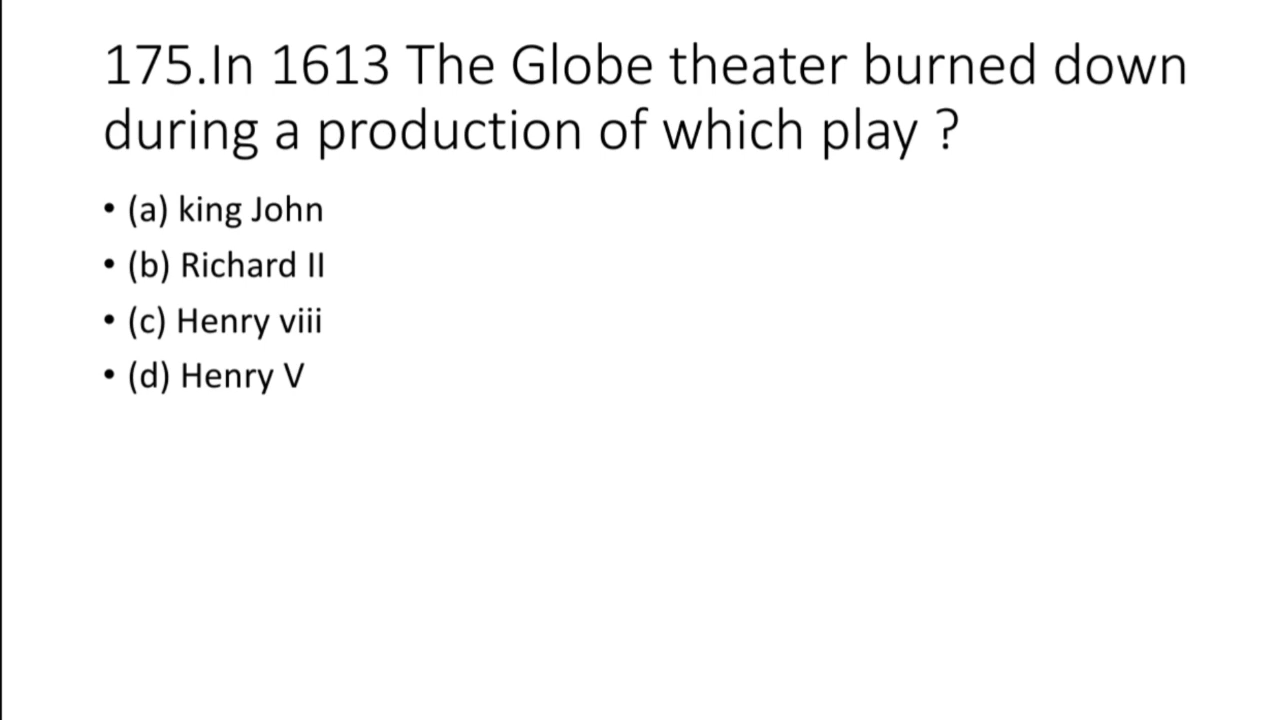 175.In 1613 The Globe theater burned down
during a production of which play ?
• (a) king John
• (b) Richard II
• (c) Henry viii
• (d) Henry V